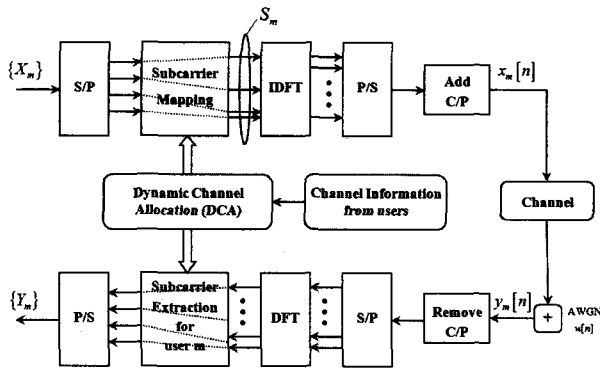 S_m
{X_m}
S/P
Subcarrier
Mapping
IDFT
P/S
Add
C/P
x_m[n]
Dynamic Channel
Allocation (DCA)
Channel Information
from users
Channel
{Y_m}
P/S
Subcarrier
Extraction
for
user m
DFT
S/P
Remove
C/P
y_m[n]
+
AWGN
n[n]